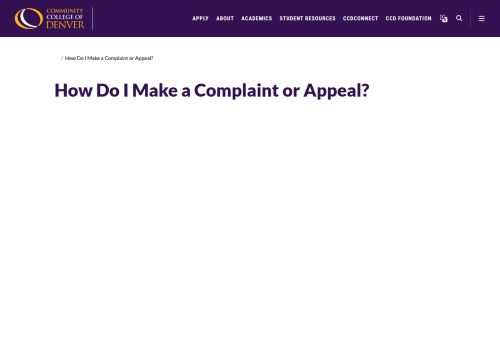 COMMUNITY
COLLEGE OF
DENVER
APPLY ABOUT ACADEMICS STUDENT RESOURCES CCDCONNECT CCD FOUNDATION
/ How Do I Make a Complaint or Appeal?
How Do I Make a Complaint or Appeal?